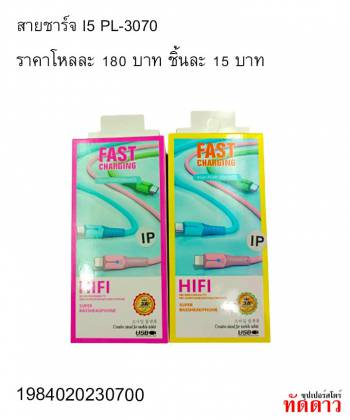 สายชาร์จ I5 PL-3070
ราคาโหลละ 180 บาท ชิ้นละ 15 บาท
FAST
CHARGING
IP
HIFI
SUPER
BASSHEADPHONE
USB
FAST
CHARGING
IP
HIFI
SUPER
BASSHEADPHONE
USB
1984020230700
ซุปเปอร์สโตร์
ทัดดาว